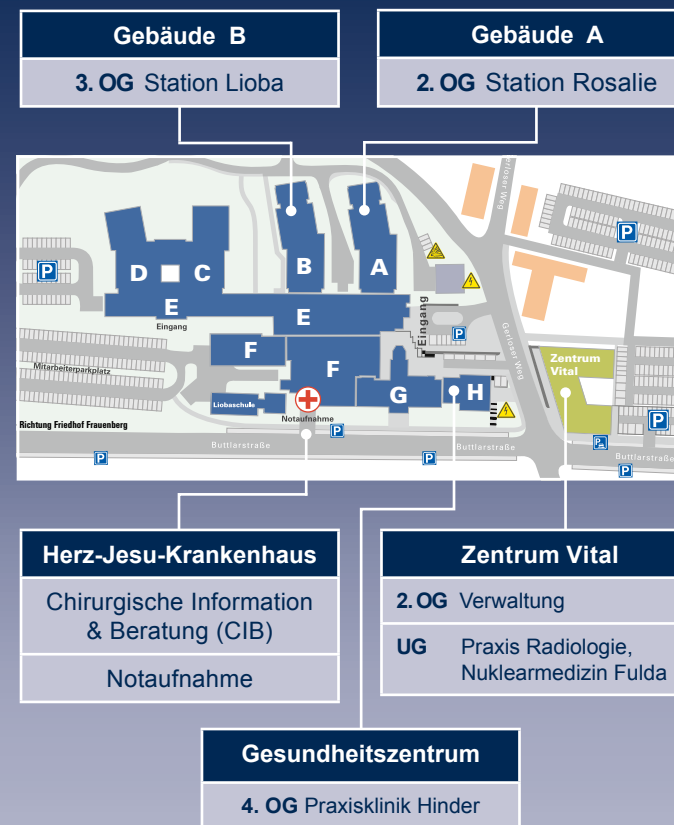 Gebäude B
3. OG Station Lioba
Gebäude A
2. OG Station Rosalie
erloser Weg
P
D
C
B
A
E
Eingang
E
Eingang
P
Gerloser Weg
F
F
Zentrum
Vital
Mitarbeiterparkplatz
G
H
Liobaschule
Notaufnahme
P
Richtung Friedhof Frauenberg
P
Buttlarstraße
Buttlarstraße
P
P
P
P
P
Herz-Jesu-Krankenhaus
Chirurgische Information
& Beratung (CIB)
Notaufnahme
Zentrum Vital
2. OG Verwaltung
UG Praxis Radiologie,
Nuklearmedizin Fulda
Gesundheitszentrum
4. OG Praxisklinik Hinder